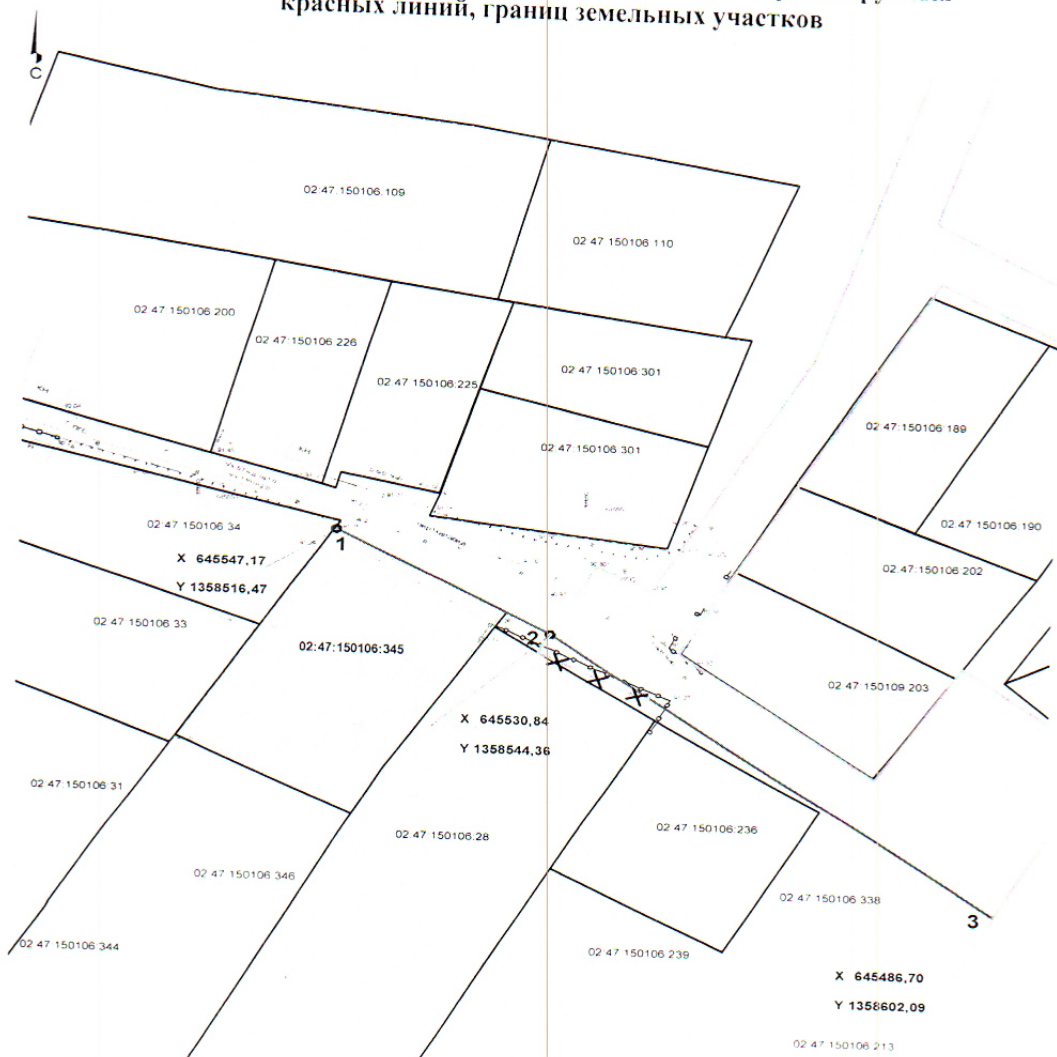 красных линий, границ земельных участков
С
02:47:150106:109
02 47 150106 110
02 47 150106 200
02 47:150106 226
02 47 150106:225
02 47 150106:301
02 47 150106 301
02 47:150106 189
02 47 150106 190
02 47:150106 202
02 47 150109 203
КН
КН
02:47 150106 34
1
X 645547,17
Y 1358516,47
02 47 150106 33
02:47:150106:345
2
X X X
X 645530,84
Y 1358544,36
02 47:150106:31
02.47 150106:28
02 47 150106:236
02 47 150106 346
02 47 150106 338
3
02 47 150106 344
02 47 150106 239
X 645486,70
Y 1358602,09
02 47 150106 213